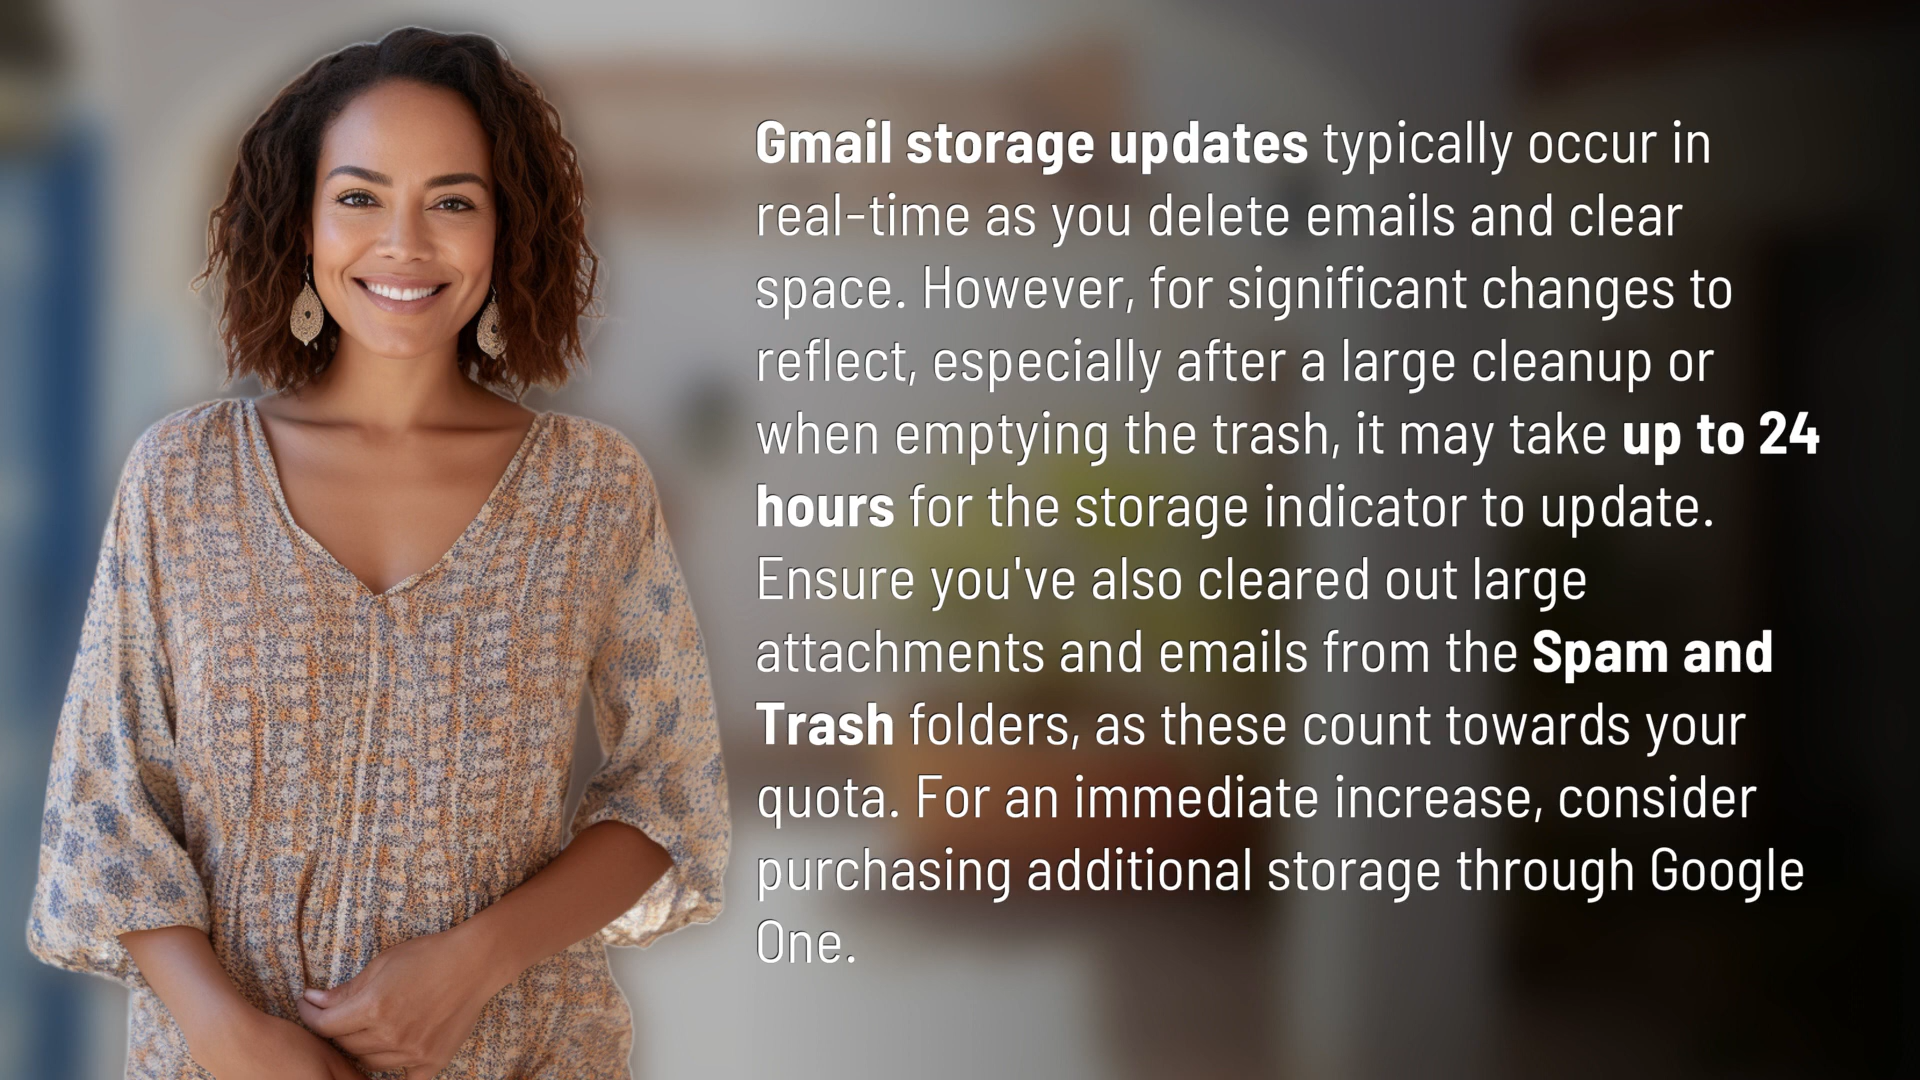 Gmail storage updates typically occur in
real-time as you delete emails and clear
space. However, for significant changes to
reflect, especially after a large cleanup or
when emptying the trash, it may take up to 24
hours for the storage indicator to update.
Ensure you've also cleared out large
attachments and emails from the Spam and
Trash folders, as these count towards your
quota. For an immediate increase, consider
purchasing additional storage through Google
One.